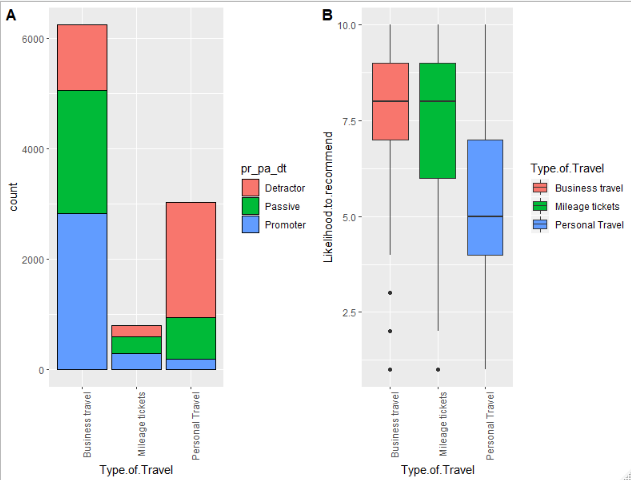 A
6000
4000
2000
0
count
Business travel
Mileage tickets
Personal Travel
Type.of.Travel
pr_pa_dt
Detractor
Passive
Promoter
B
10.0
7.5
5.0
2.5
Likelihood.to.recommend
Business travel
Mileage tickets
Personal Travel
Type.of.Travel
Type.of.Travel
Business travel
Mileage tickets
Personal Travel